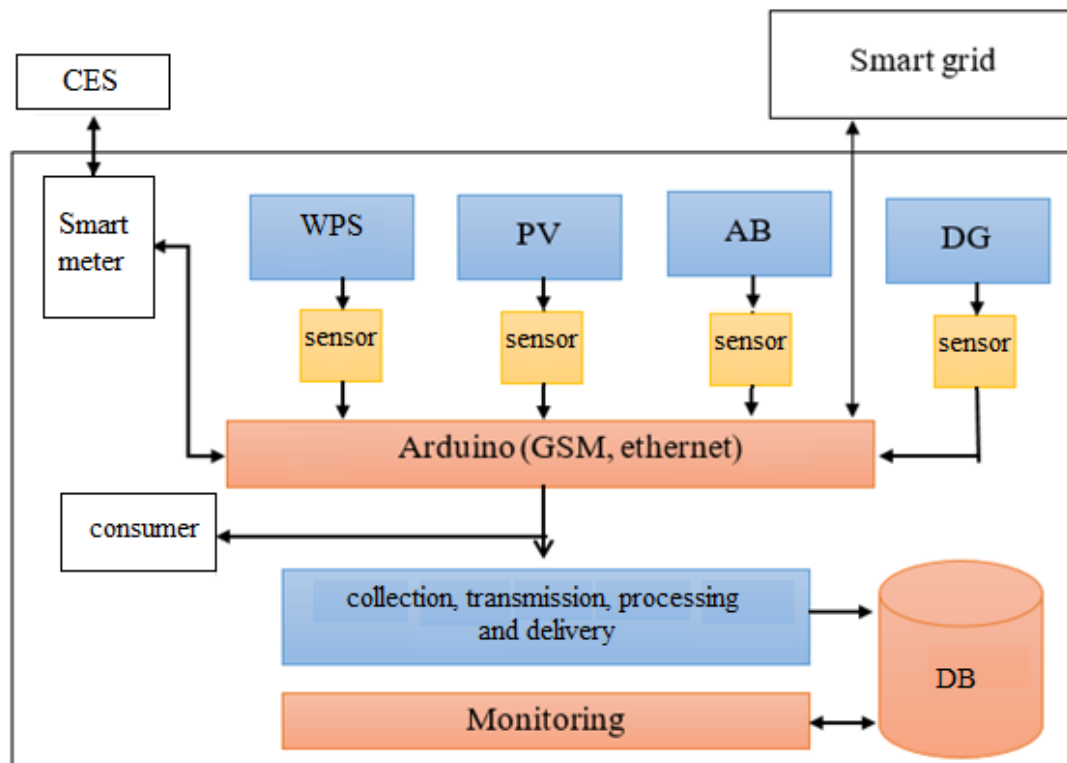 Smart grid
CES
Smart
meter
WPS
PV
AB
DG
sensor
sensor
sensor
sensor
Arduino (GSM, ethernet)
consumer
collection, transmission, processing
and delivery
DB
Monitoring